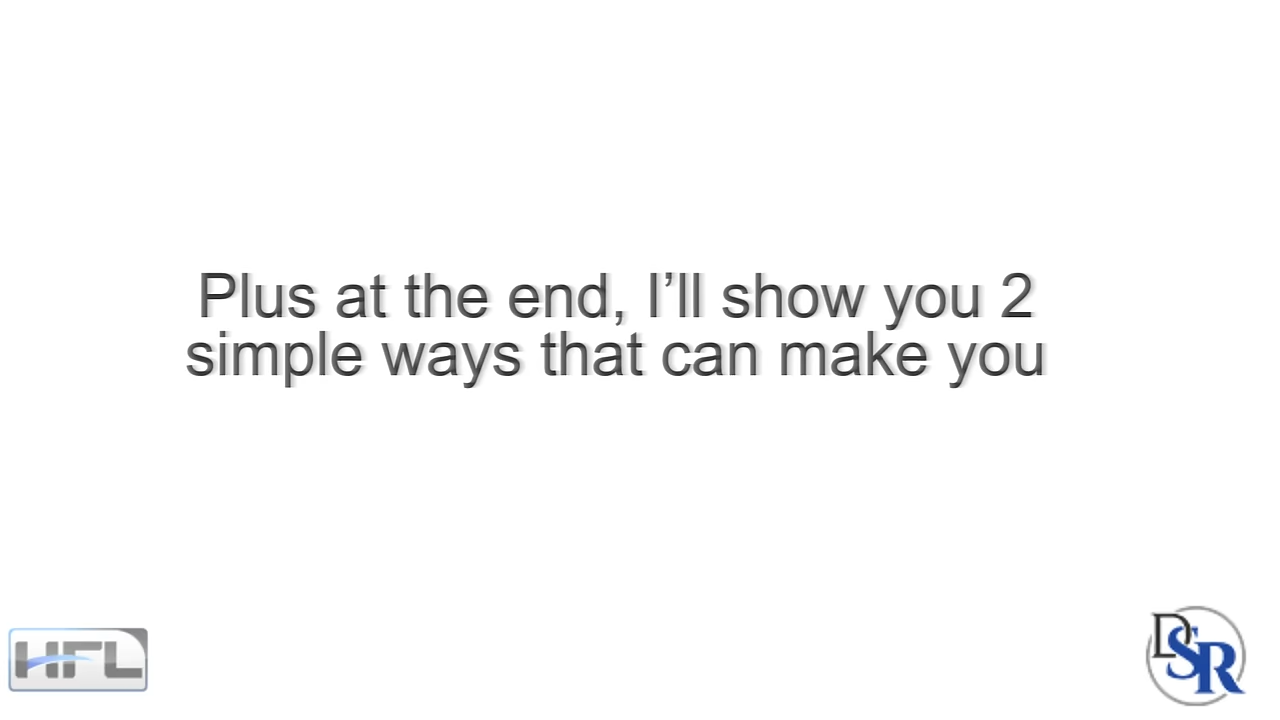 Plus at the end, I’ll show you 2
simple ways that can make you
HFL
DSR